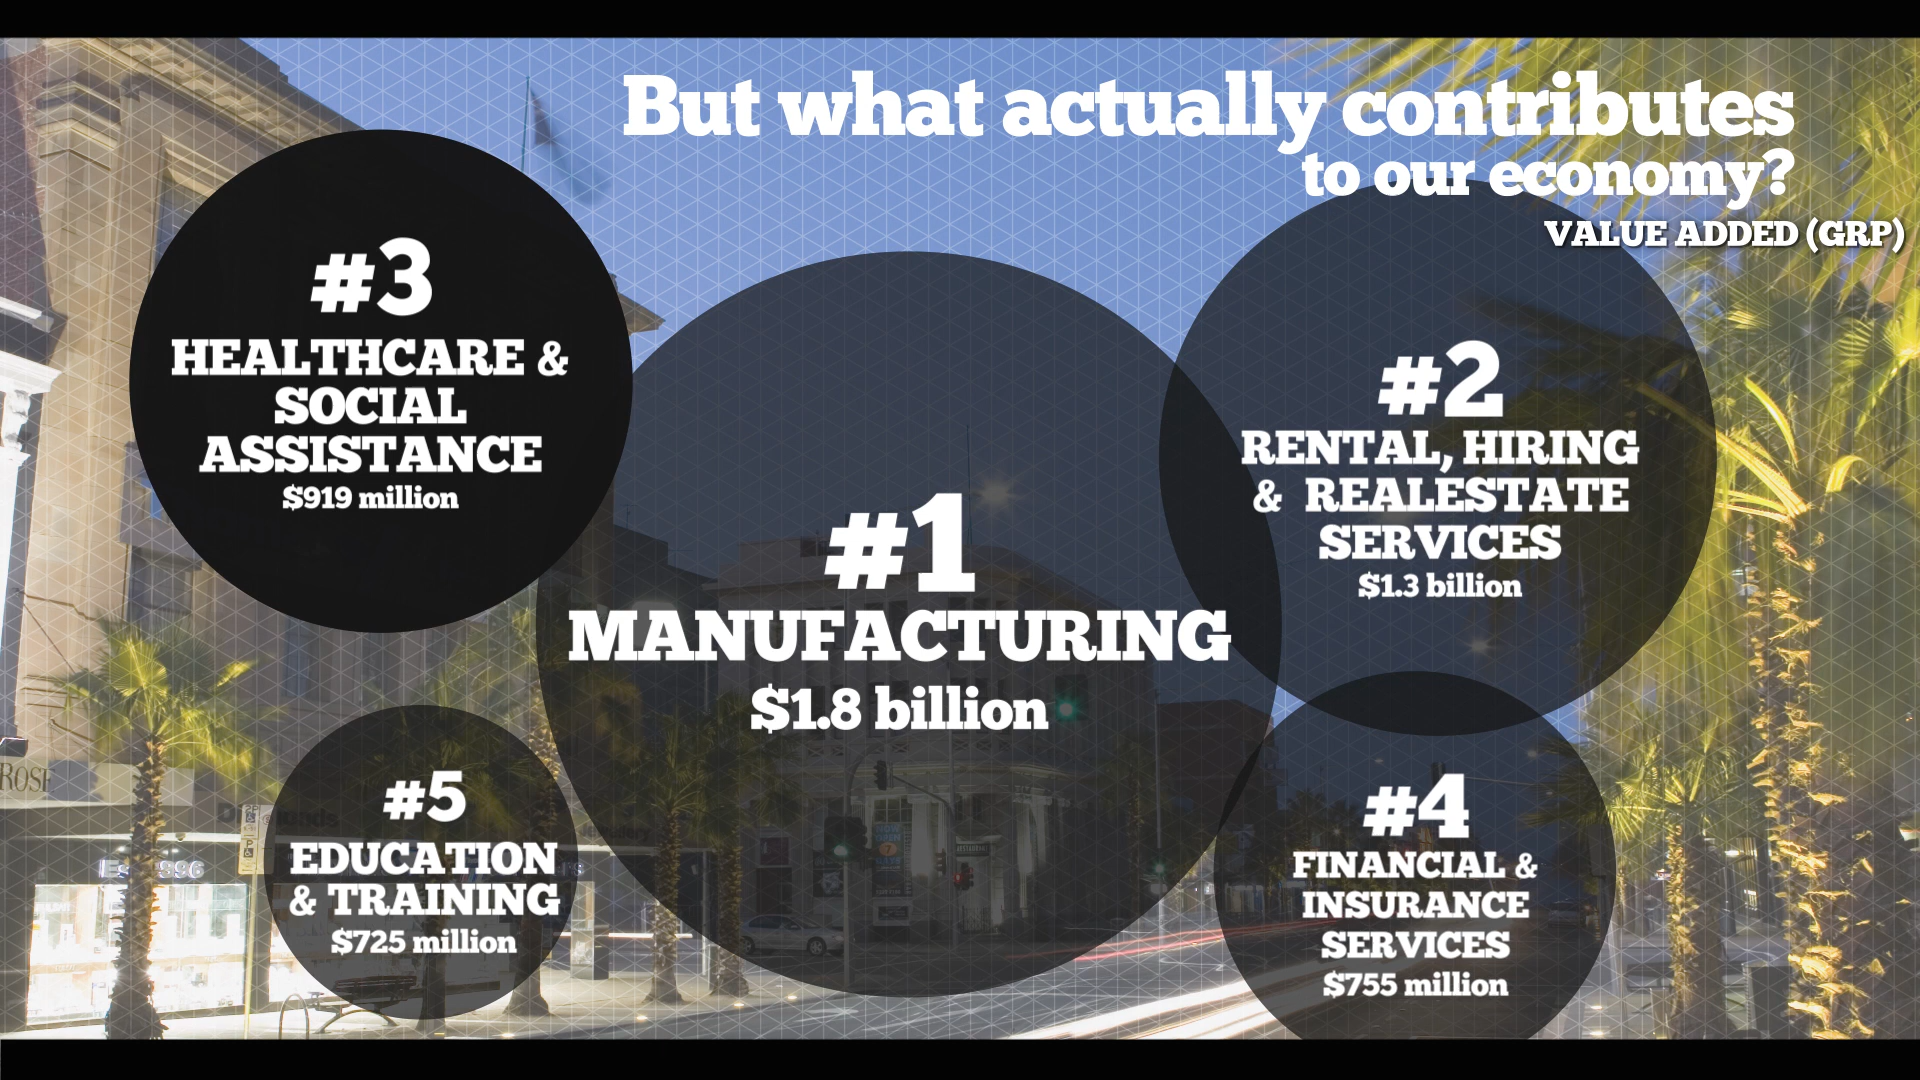 But what actually contributes
to our economy?
VALUE ADDED (GRP)
#3
HEALTHCARE &
SOCIAL
ASSISTANCE
$919 million
#1
MANUFACTURING
$1.8 billion
#2
RENTAL, HIRING
& REALESTATE
SERVICES
$1.3 billion
#5
EDUCATION
& TRAINING
$725 million
#4
FINANCIAL &
INSURANCE
SERVICES
$755 million